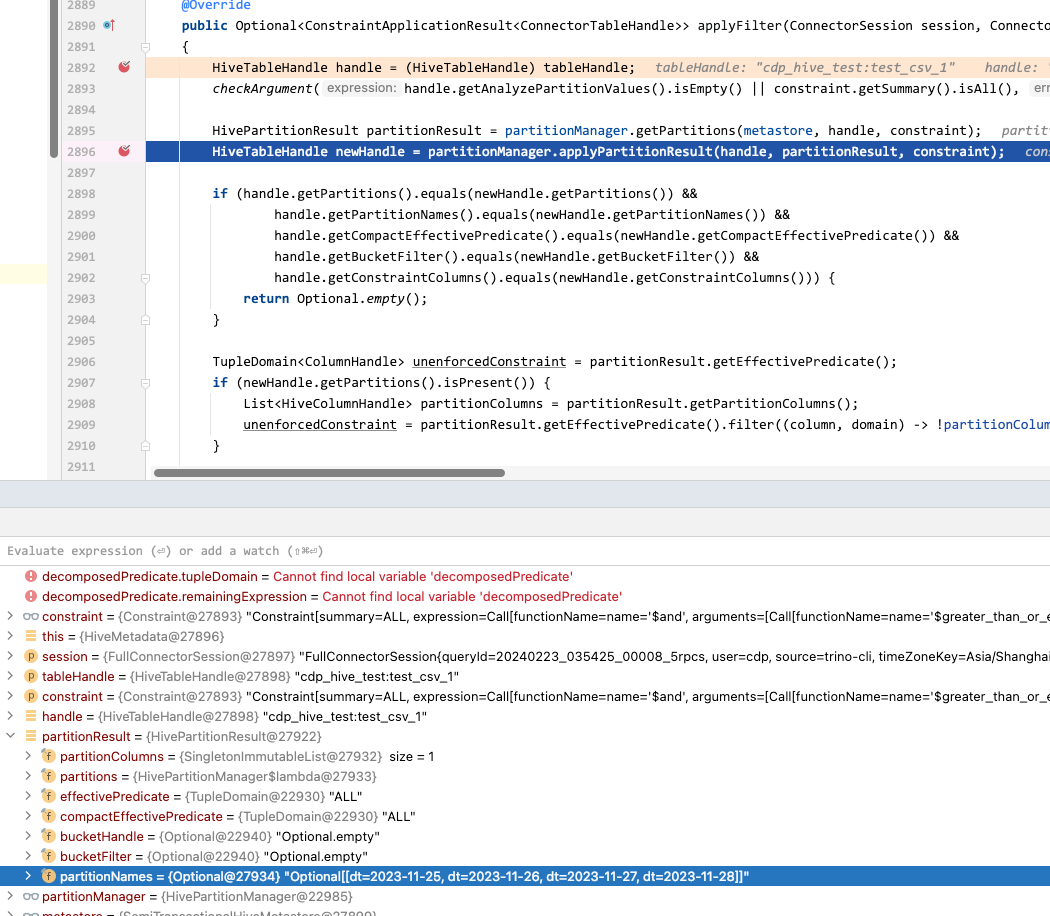 2889 @Override
2890 public Optional<ConstraintApplicationResult<ConnectorTableHandle>> applyFilter(ConnectorSession session, Connecto
2891 {
2892 HiveTableHandle handle = (HiveTableHandle) tableHandle; tableHandle: "cdp_hive_test:test_csv_1" handle:
2893 checkArgument( expression: handle.getAnalyzePartitionValues().isEmpty() || constraint.getSummary().isAll(), err
2894
2895 HivePartitionResult partitionResult = partitionManager.getPartitions(metastore, handle, constraint); partit
2896 HiveTableHandle newHandle = partitionManager.applyPartitionResult(handle, partitionResult, constraint); cons
2897
2898 if (handle.getPartitions().equals(newHandle.getPartitions()) &&
2899 handle.getPartitionNames().equals(newHandle.getPartitionNames()) &&
2900 handle.getCompactEffectivePredicate().equals(newHandle.getCompactEffectivePredicate()) &&
2901 handle.getBucketFilter().equals(newHandle.getBucketFilter()) &&
2902 handle.getConstraintColumns().equals(newHandle.getConstraintColumns())) {
2903 return Optional.empty();
2904 }
2905
2906 TupleDomain<ColumnHandle> unenforcedConstraint = partitionResult.getEffectivePredicate();
2907 if (newHandle.getPartitions().isPresent()) {
2908 List<HiveColumnHandle> partitionColumns = partitionResult.getPartitionColumns();
2909 unenforcedConstraint = partitionResult.getEffectivePredicate().filter((column, domain) -> !partitionColum
2910 }
2911
Evaluate expression (⏎) or add a watch (⇧⌘⏎)
decomposedPredicate.tupleDomain = Cannot find local variable 'decomposedPredicate'
decomposedPredicate.remainingExpression = Cannot find local variable 'decomposedPredicate'
constraint = {Constraint@27893} "Constraint[summary=ALL, expression=Call[functionName=name='$and', arguments=[Call[functionName=name='$greater_than_or_e
this = {HiveMetadata@27896}
session = {FullConnectorSession@27897} "FullConnectorSession{queryId=20240223_035425_00008_5rpcs, user=cdp, source=trino-cli, timeZoneKey=Asia/Shanghai
tableHandle = {HiveTableHandle@27898} "cdp_hive_test:test_csv_1"
constraint = {Constraint@27893} "Constraint[summary=ALL, expression=Call[functionName=name='$and', arguments=[Call[functionName=name='$greater_than_or_e
handle = {HiveTableHandle@27898} "cdp_hive_test:test_csv_1"
partitionResult = {HivePartitionResult@27922}
partitionColumns = {SingletonImmutableList@27932} size = 1
partitions = {HivePartitionManager$lambda@27933}
effectivePredicate = {TupleDomain@22930} "ALL"
compactEffectivePredicate = {TupleDomain@22930} "ALL"
bucketHandle = {Optional@22940} "Optional.empty"
bucketFilter = {Optional@22940} "Optional.empty"
partitionNames = {Optional@27934} "Optional[[dt=2023-11-25, dt=2023-11-26, dt=2023-11-27, dt=2023-11-28]]"
partitionManager = {HivePartitionManager@22985}
metastore = {SemiTransactionalHiveMetastore@27899}